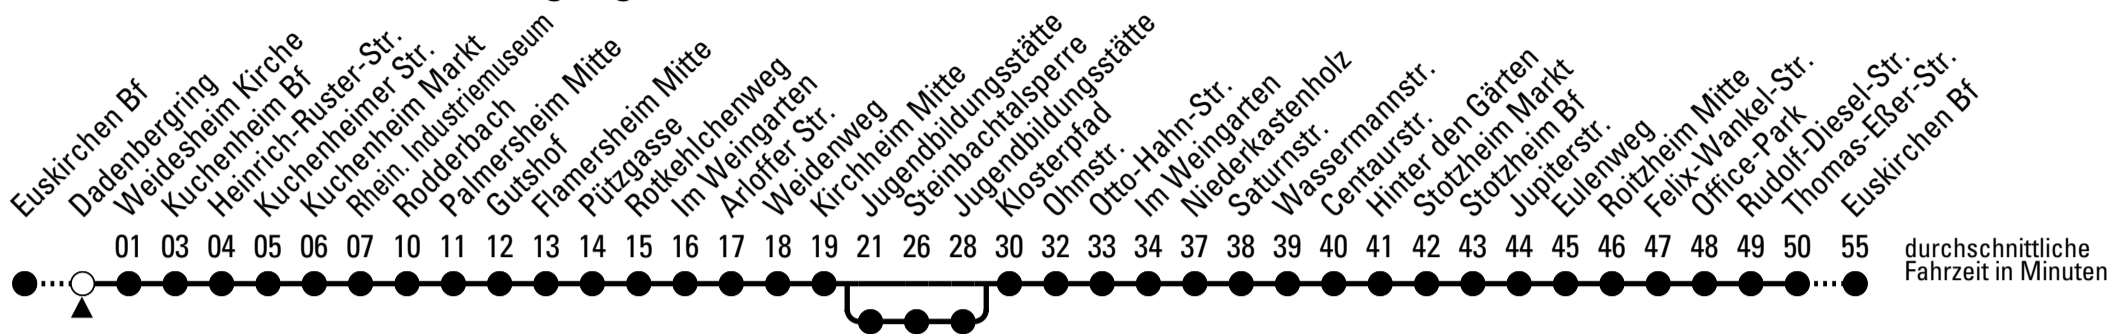 Euskirchen Bf
Dadenbergring
Weidesheim Kirche
Kuchenheim Bf
Heinrich-Ruster-Str.
Kuchenheimer Str.
Kuchenheim Markt
Rhein. Industriemuseum
Rodderbach
Palmersheim Mitte
Gutshof
Flamersheim Mitte
Pützgasse
Rotkehlchenweg
Im Weingarten
Arloffer Str.
Weidenweg
Kirchheim Mitte
Jugendbildungsstätte
Steinbachtalsperre
Jugendbildungsstätte
Klosterpfad
Ohmstr.
Otto-Hahn-Str.
Im Weingarten
Niederkastenholz
Saturnstr.
Wassermannstr.
Centaurstr.
Hinter den Gärten
Stotzheim Markt
Stotzheim Bf
Jupiterstr.
Eulenweg
Roitzheim Mitte
Felix-Wankel-Str.
Office-Park
Rudolf-Diesel-Str.
Thomas-Eßer-Str.
Euskirchen Bf
01 03 04 05 06 07 10 11 12 13 14 15 16 17 18 19 21 26 28 30 32 33 34 37 38 39 40 41 42 43 44 45 46 47 48 49 50 55
durchschnittliche
Fahrzeit in Minuten